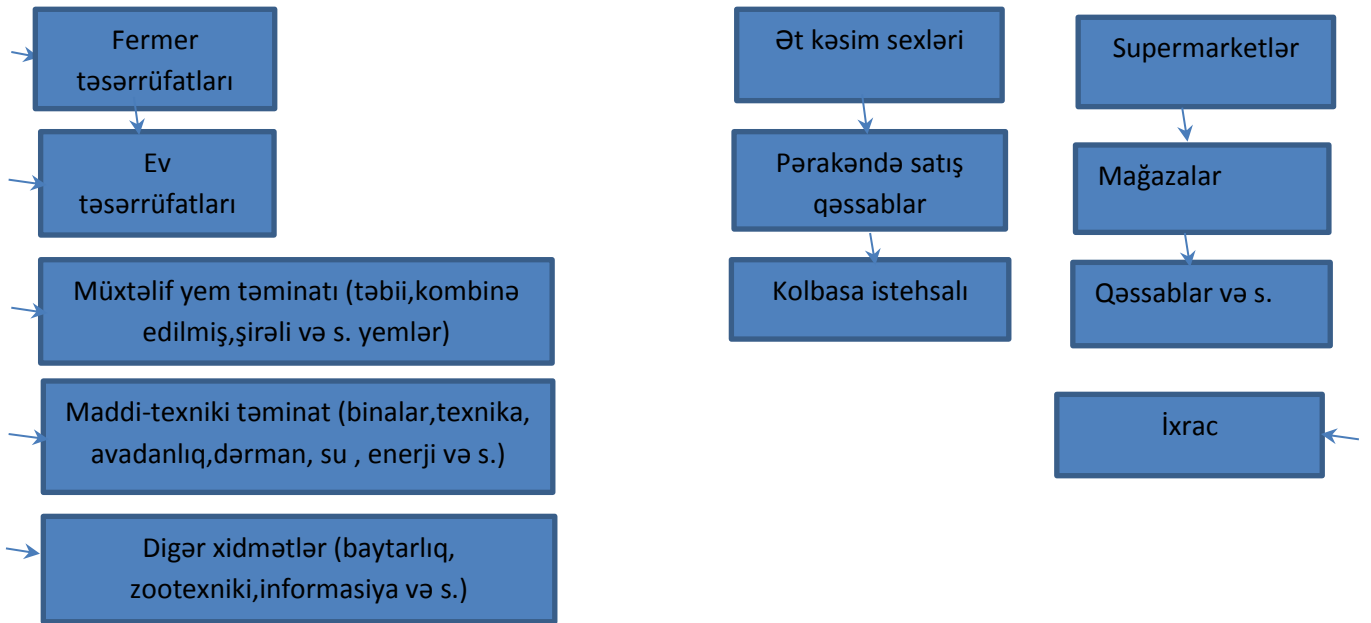 Fermer
təsərrüfatları
Ev
təsərrüfatları
Müxtəlif yem təminatı (təbii,kombinə
edilmiş,şirəli və s. yemlər)
Maddi-texniki təminat (binalar,texnika,
avadanlıq,dərman, su , enerji və s.)
Digər xidmətlər (baytarlıq,
zootexniki,informasiya və s.)
Ət kəsim sexləri
Pərakəndə satış
qəssablar
Kolbasa istehsalı
Supermarketlər
Mağazalar
Qəssablar və s.
İxrac